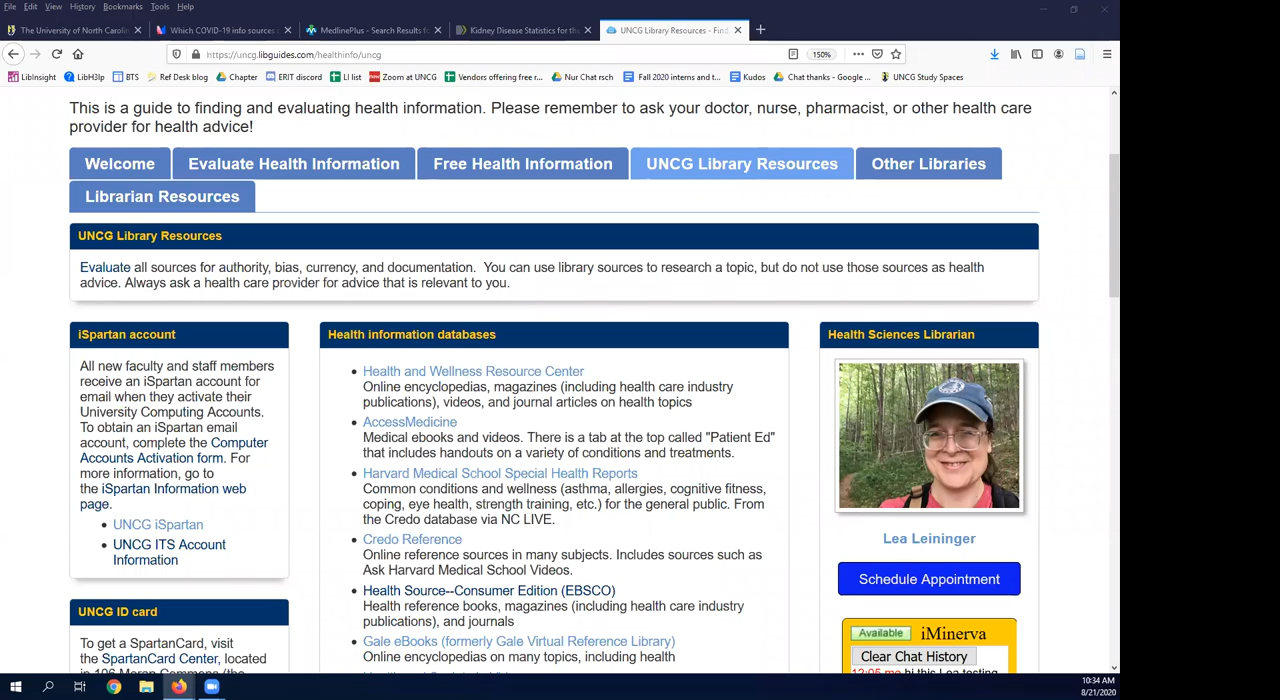 File Edit View History Bookmarks Tools Help
The University of North Caroli
Which COVID-19 info sources a
MedlinePlus - Search Results fo
Kidney Disease Statistics for the
UNCG Library Resources - Find
https://uncg.libguides.com/healthinfo/uncg
150%
LibInsight LibH3lp BTS Ref Desk blog Chapter ERIT discord LI list Zoom at UNCG Vendors offering free r... Nur Chat rsch Fall 2020 interns and t... Kudos Chat thanks - Google ... UNCG Study Spaces
This is a guide to finding and evaluating health information. Please remember to ask your doctor, nurse, pharmacist, or other health care
provider for health advice!
Welcome
Evaluate Health Information
Free Health Information
UNCG Library Resources
Other Libraries
Librarian Resources
UNCG Library Resources
Evaluate all sources for authority, bias, currency, and documentation. You can use library sources to research a topic, but do not use those sources as health
advice. Always ask a health care provider for advice that is relevant to you.
iSpartan account
All new faculty and staff members
receive an iSpartan account for
email when they activate their
University Computing Accounts.
To obtain an iSpartan email
account, complete the Computer
Accounts Activation form. For
more information, go to
the iSpartan Information web
page.
UNCG iSpartan
UNCG ITS Account
Information
UNCG ID card
To get a SpartanCard, visit
the SpartanCard Center, located
Health information databases
Health and Wellness Resource Center
Online encyclopedias, magazines (including health care industry
publications), videos, and journal articles on health topics
AccessMedicine
Medical ebooks and videos. There is a tab at the top called "Patient Ed"
that includes handouts on a variety of conditions and treatments.
Harvard Medical School Special Health Reports
Common conditions and wellness (asthma, allergies, cognitive fitness,
coping, eye health, strength training, etc.) for the general public. From
the Credo database via NC LIVE.
Credo Reference
Online reference sources in many subjects. Includes sources such as
Ask Harvard Medical School Videos.
Health Source--Consumer Edition (EBSCO)
Health reference books, magazines (including health care industry
publications), and journals
Gale eBooks (formerly Gale Virtual Reference Library)
Online encyclopedias on many topics, including health
Health Sciences Librarian
Lea Leininger
Schedule Appointment
Available iMinerva
Clear Chat History
10:34 AM
8/21/2020